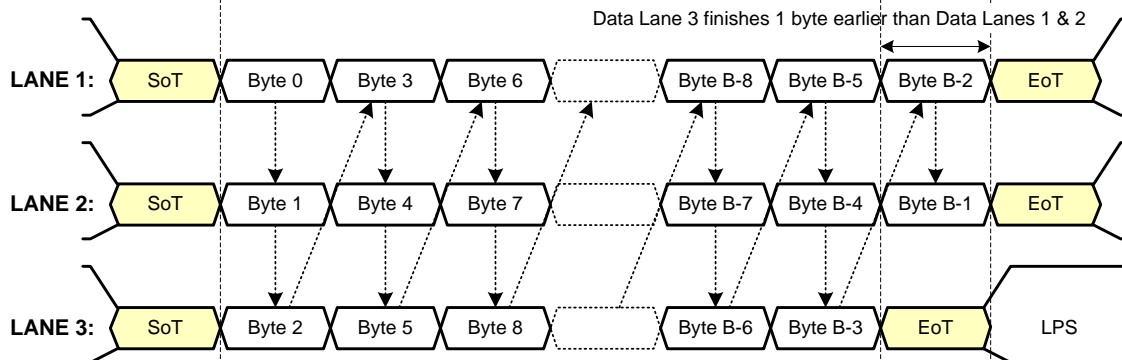 Data Lane 3 finishes 1 byte earlier than Data Lanes 1 & 2
LANE 1: SoT Byte 0 Byte 3 Byte 6 Byte B-8 Byte B-5 Byte B-2 EoT
LANE 2: SoT Byte 1 Byte 4 Byte 7 Byte B-7 Byte B-4 Byte B-1 EoT
LANE 3: SoT Byte 2 Byte 5 Byte 8 Byte B-6 Byte B-3 EoT LPS